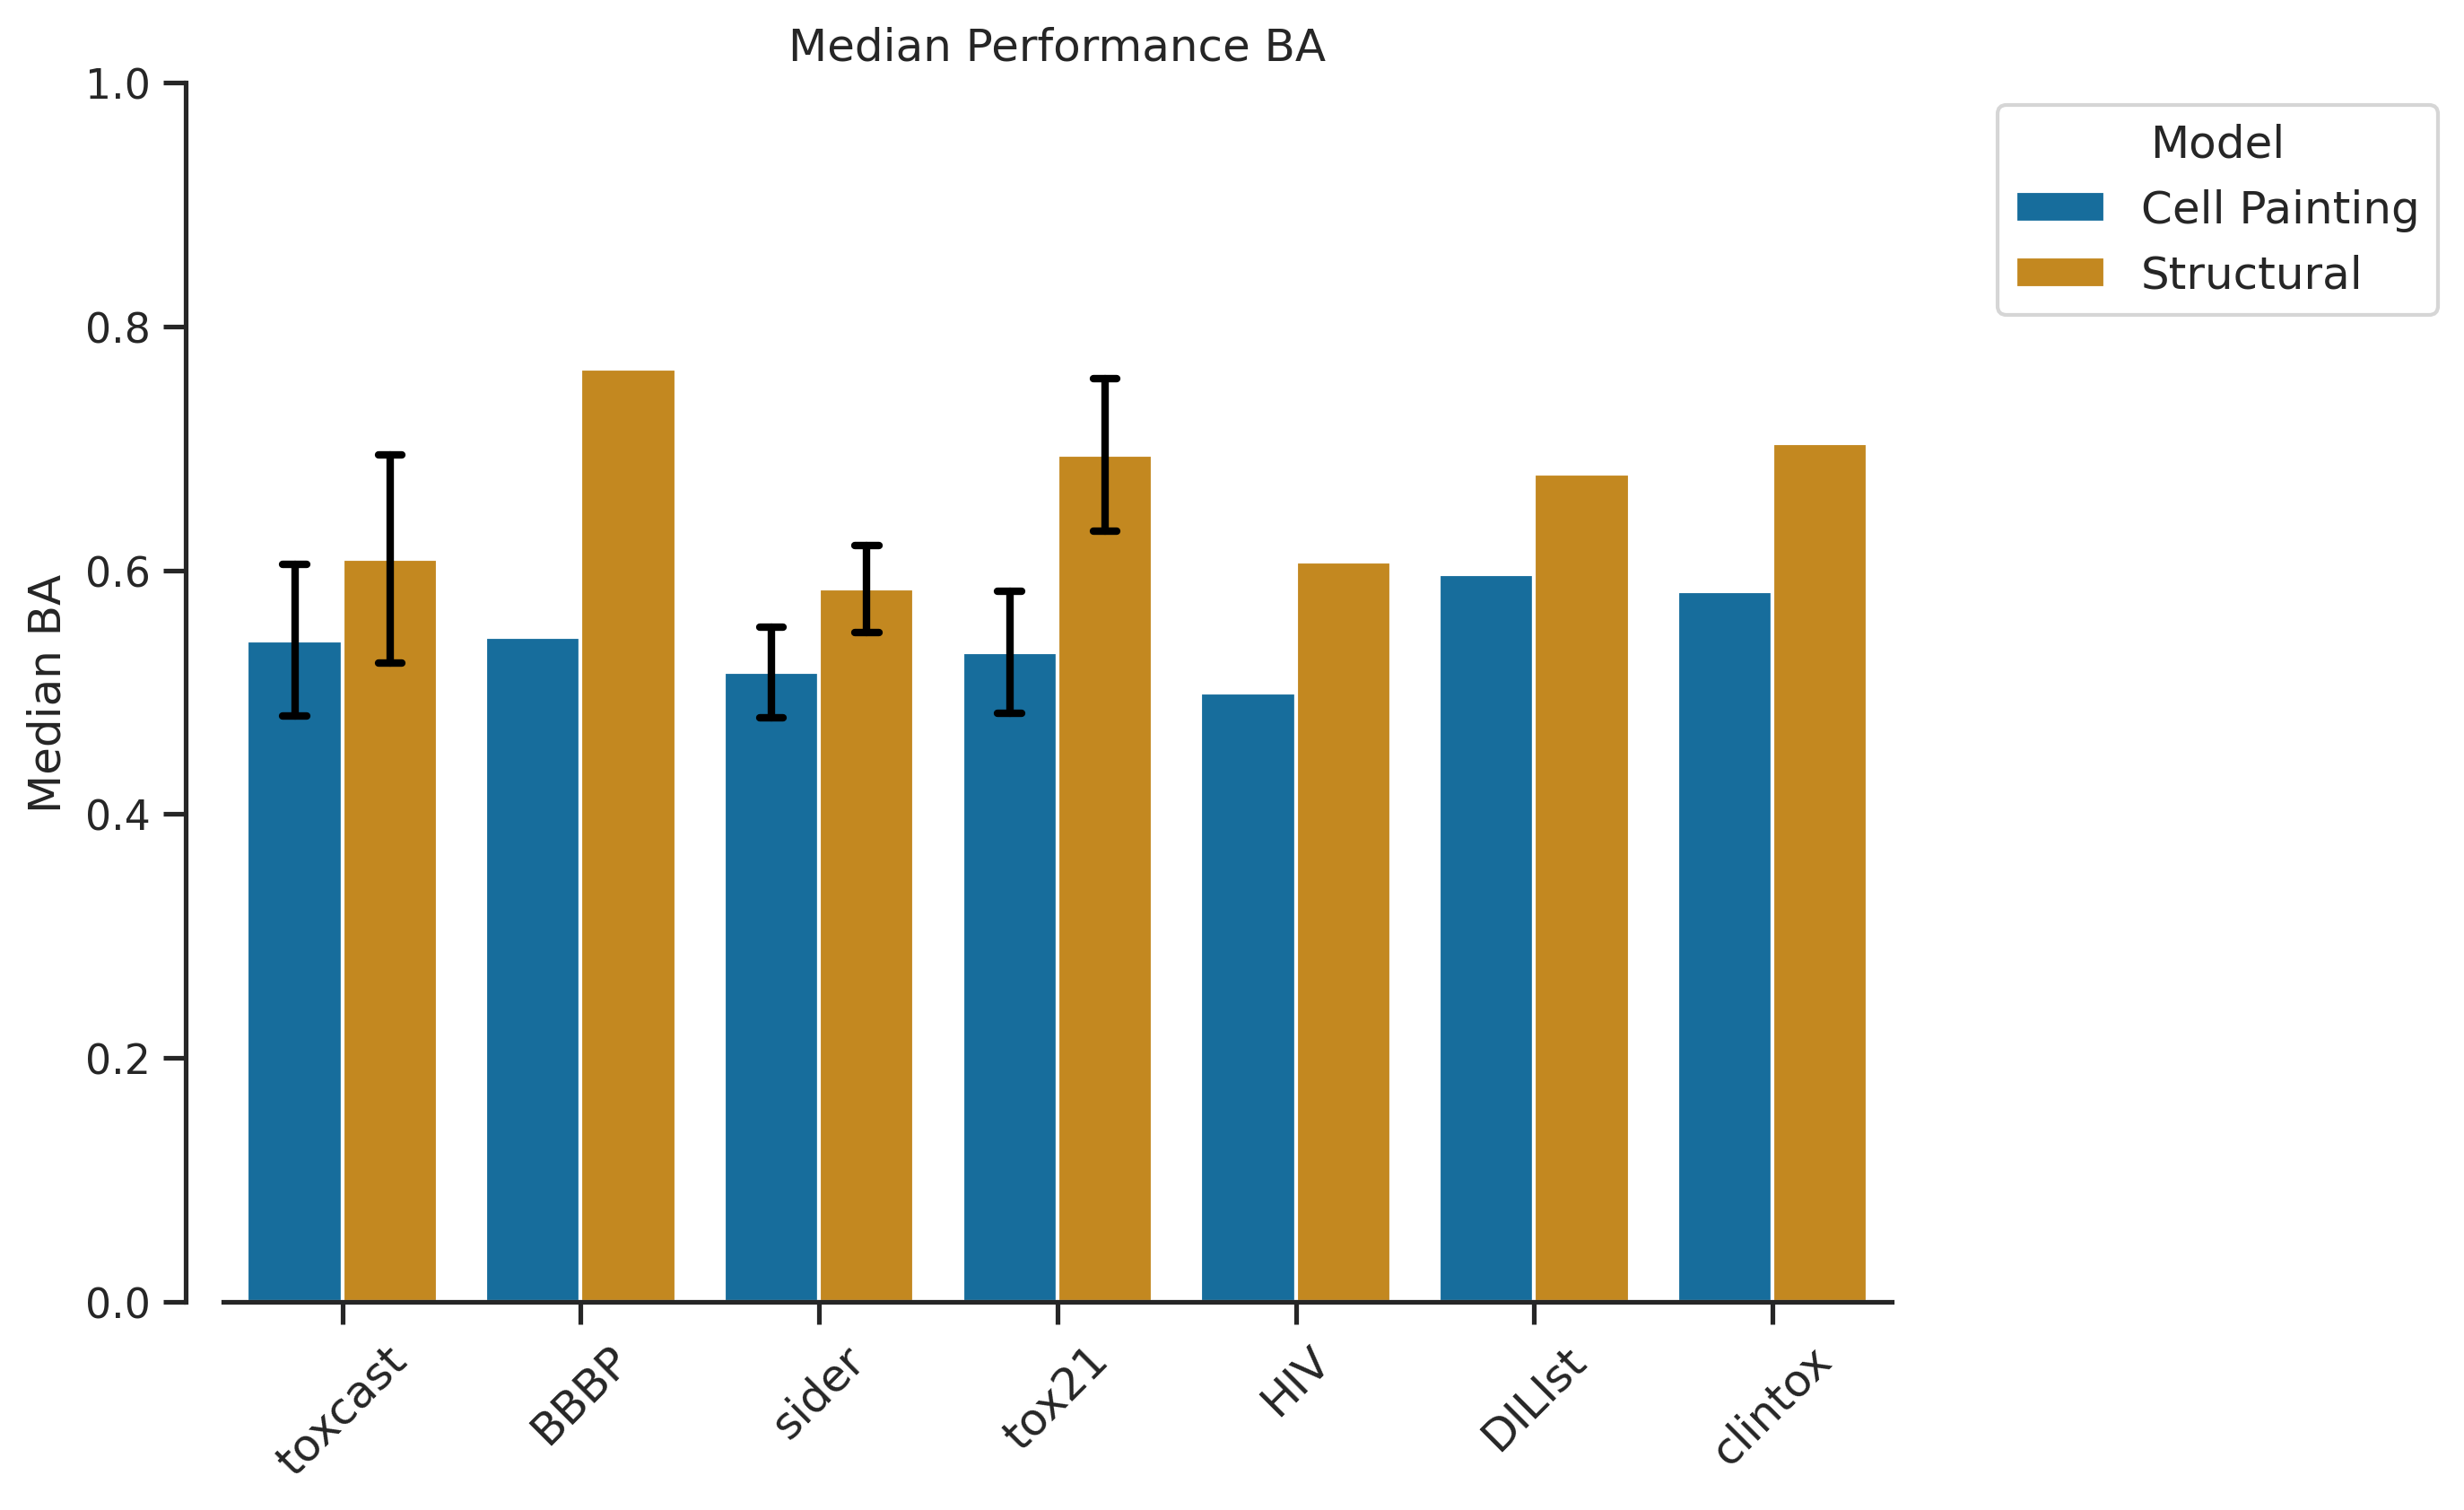 Median Performance BA
1.0
0.8
0.6
0.4
0.2
0.0
Median BA
toxcast
BBBP
sider
tox21
HIV
DILIst
clintox
Model
Cell Painting
Structural